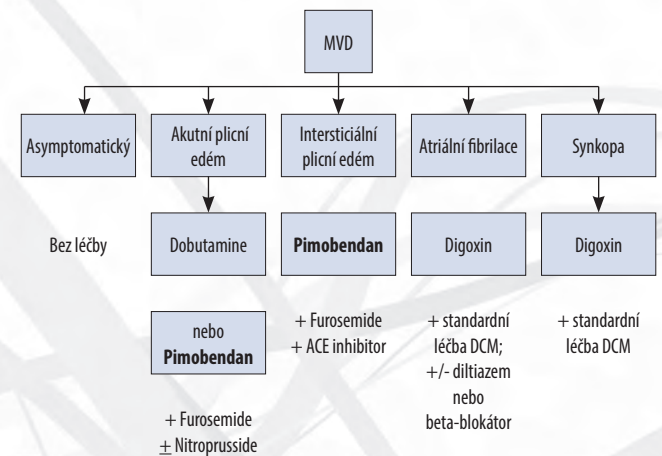 MVD
Asymptomatický
Akutní plicní
edém
Intersticiální
plicní edém
Atriální fibrilace
Synkopa
Bez léčby
Dobutamine
Pimobendan
Digoxin
Digoxin
nebo
Pimobendan
+ Furosemide
± Nitroprusside
+ Furosemide
+ ACE inhibitor
+ standardní
léčba DCM;
+/- diltiazem
nebo
beta-blokátor
+ standardní
léčba DCM